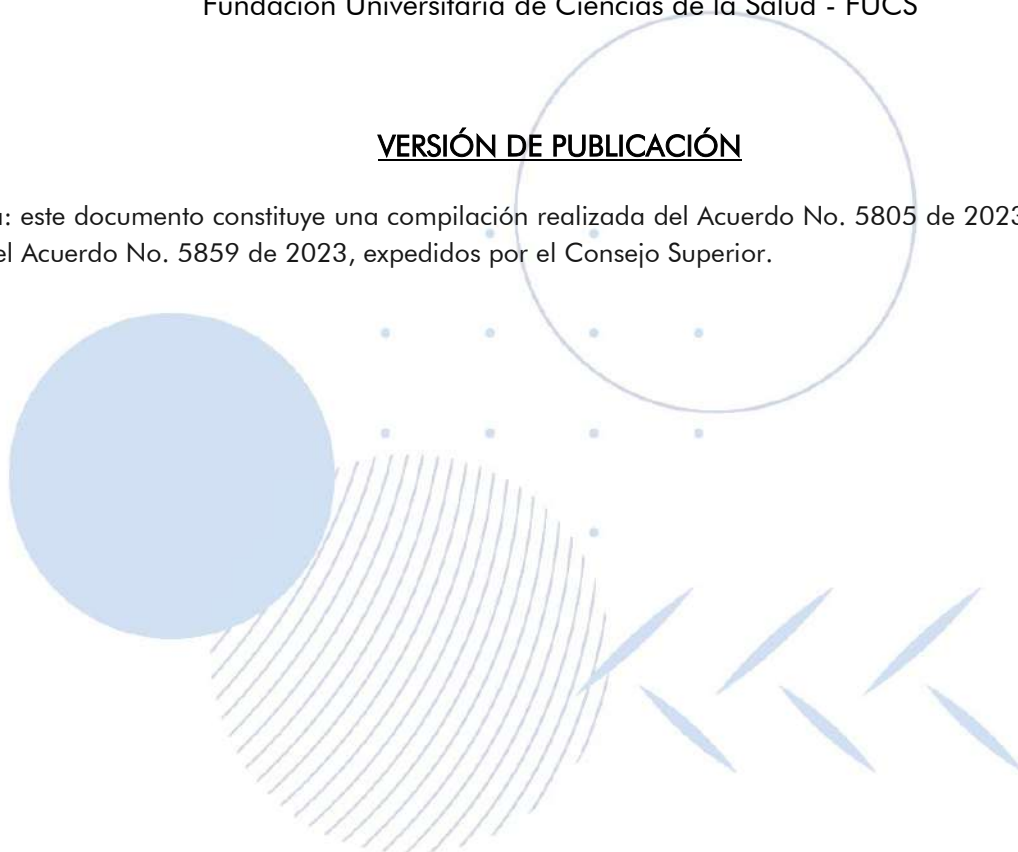 Fundación Universitaria de Ciencias de la Salud - FUCS
VERSIÓN DE PUBLICACIÓN
este documento constituye una compilación realizada del Acuerdo No. 5805 de 2023
el Acuerdo No. 5859 de 2023, expedidos por el Consejo Superior.